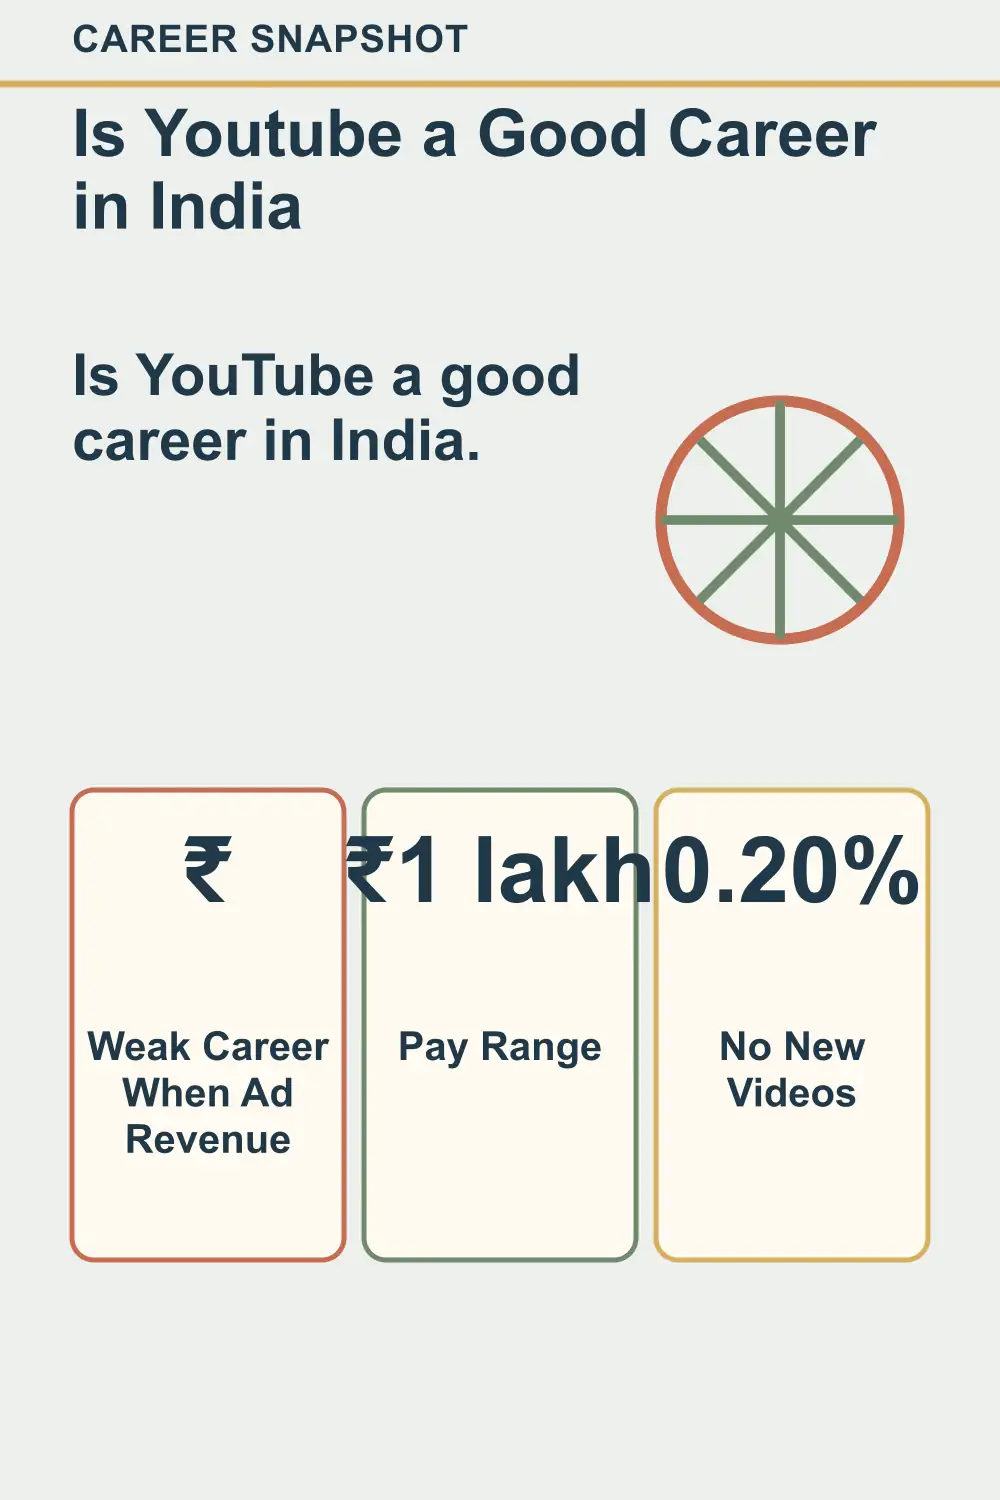 CAREER SNAPSHOT
Is Youtube a Good Career
in India
Is YouTube a good
career in India.
₹
Weak Career
When Ad
Revenue
₹1 lakh
Pay Range
0.20%
No New
Videos